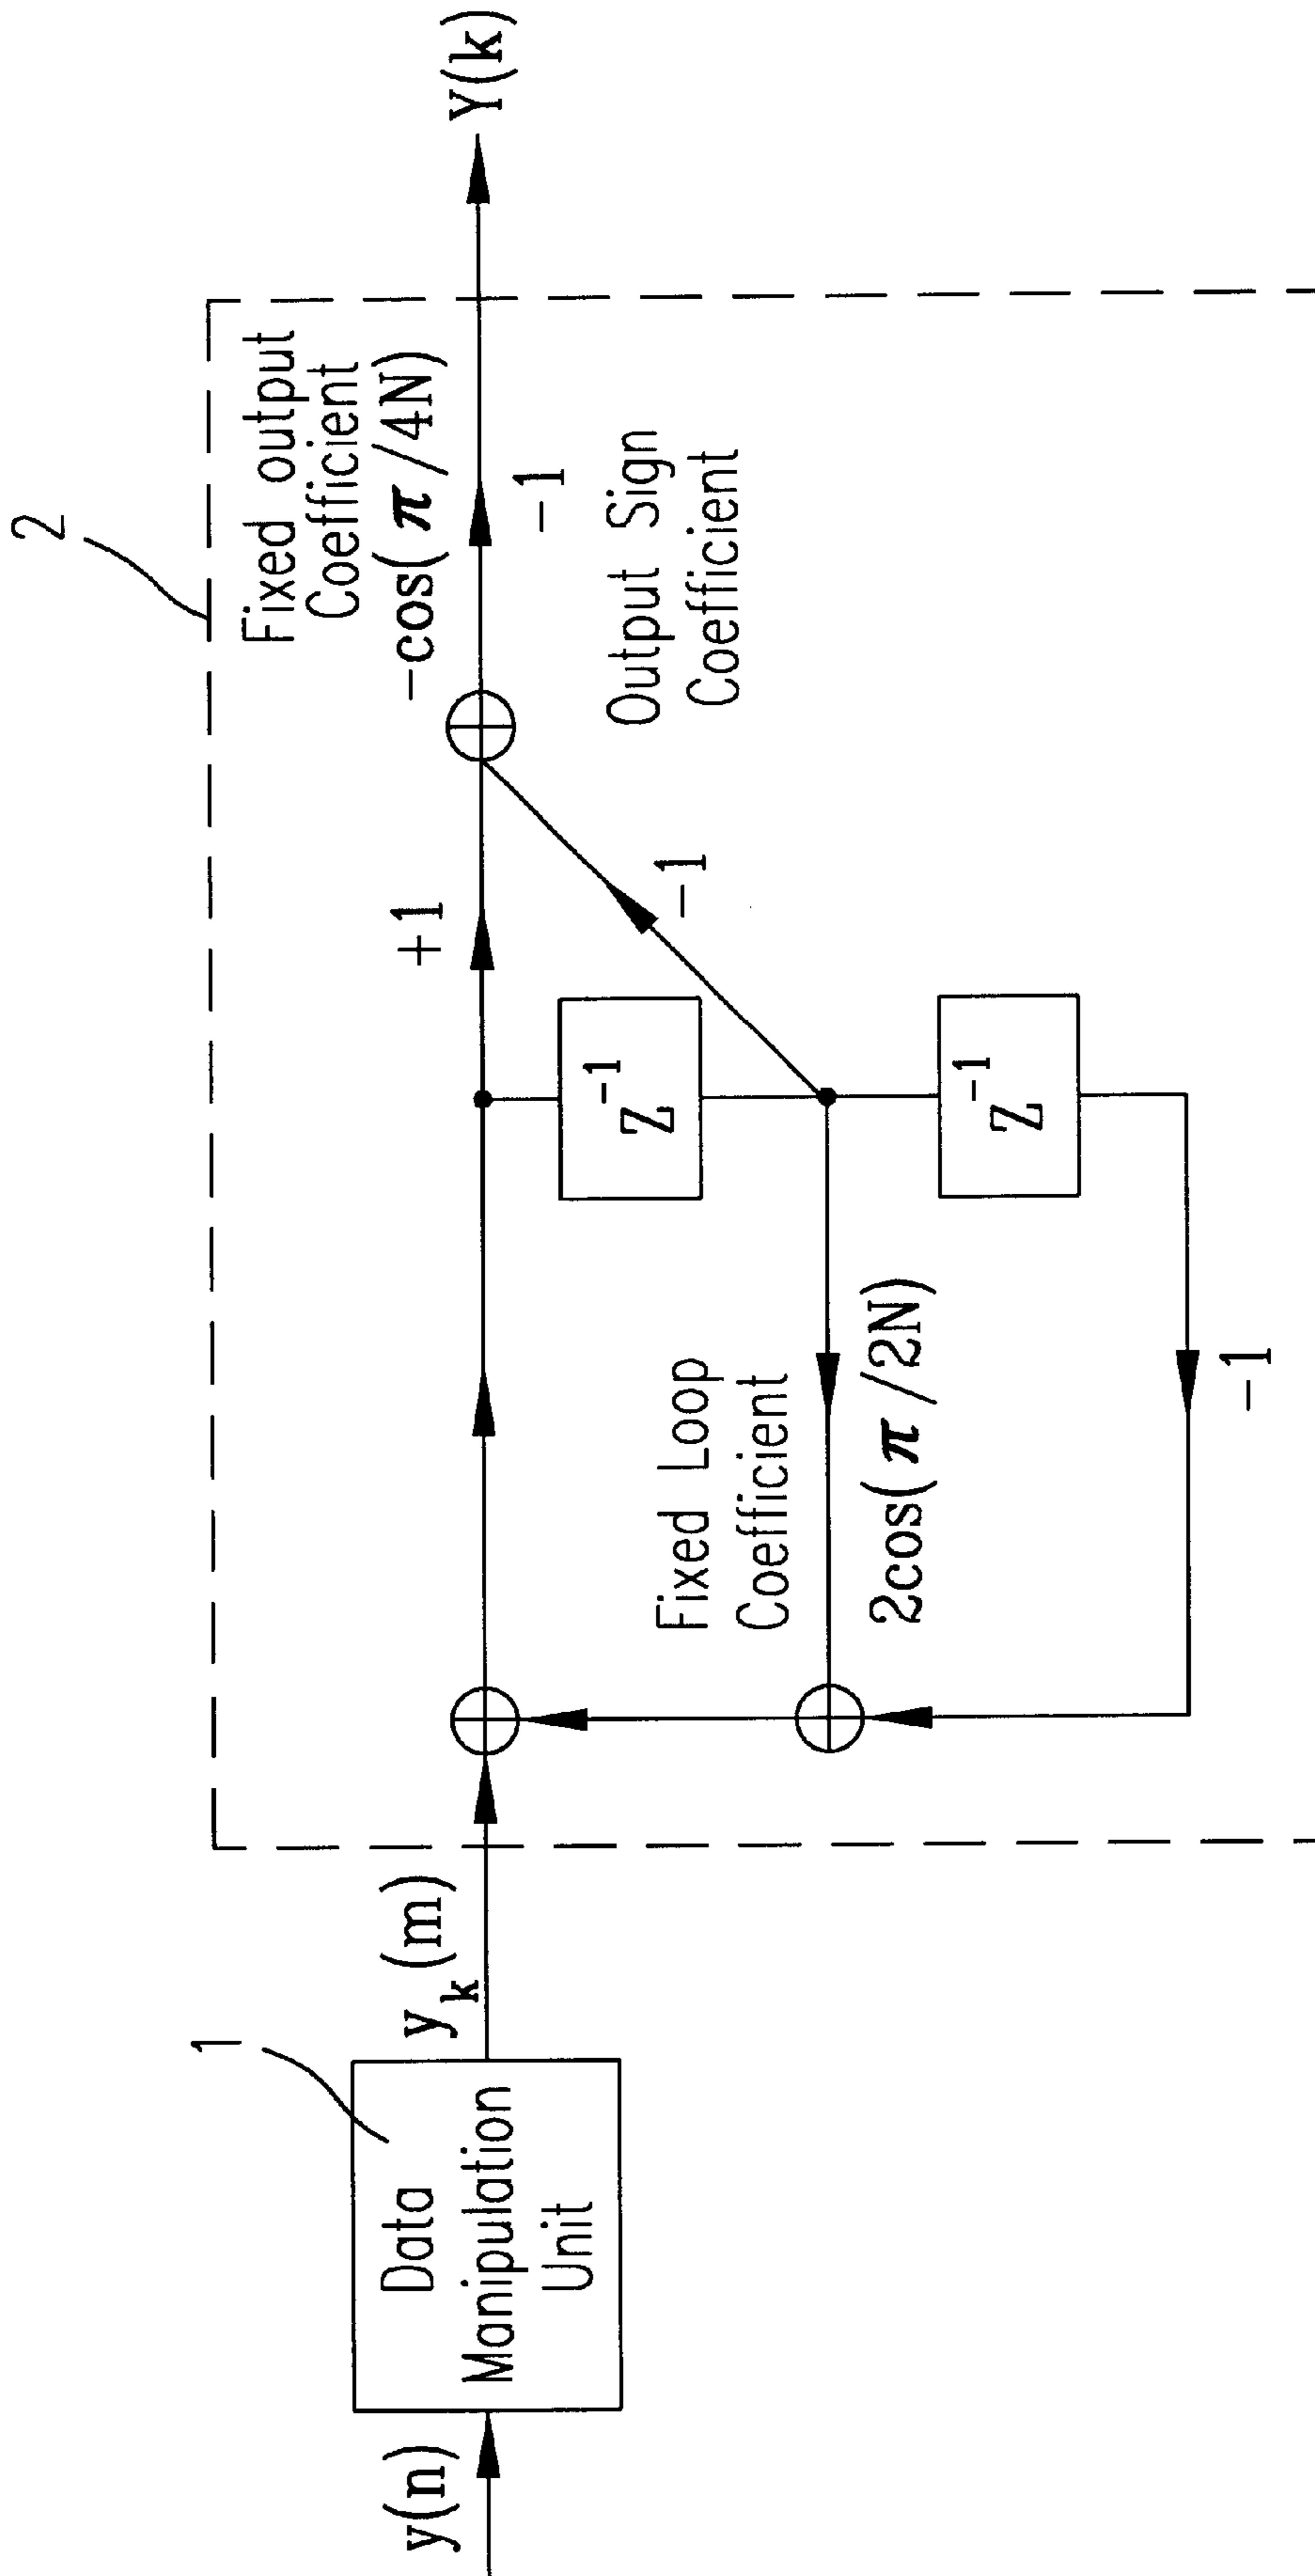 y(n)
1
Data
Manipulation
Unit
y_k(m)
2
Fixed output
Coefficient
-cos(π/4N)
+1
-1
-1
Output Sign
Coefficient
Y(k)
Z^-1
Z^-1
Fixed Loop
Coefficient
2cos(π/2N)
-1